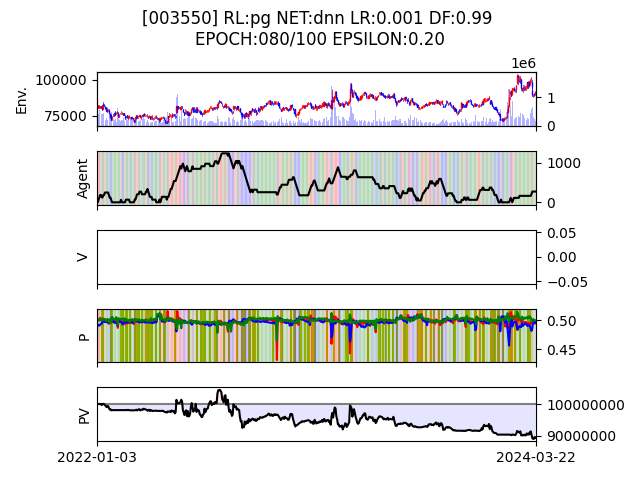 [003550] RL:pg NET:dnn LR:0.001 DF:0.99
EPOCH:080/100 EPSILON:0.20
1e6
Env.
100000
75000
1
0
Agent
1000
0
V
0.05
0.00
−0.05
P
0.50
0.45
PV
100000000
90000000
2022-01-03
2024-03-22